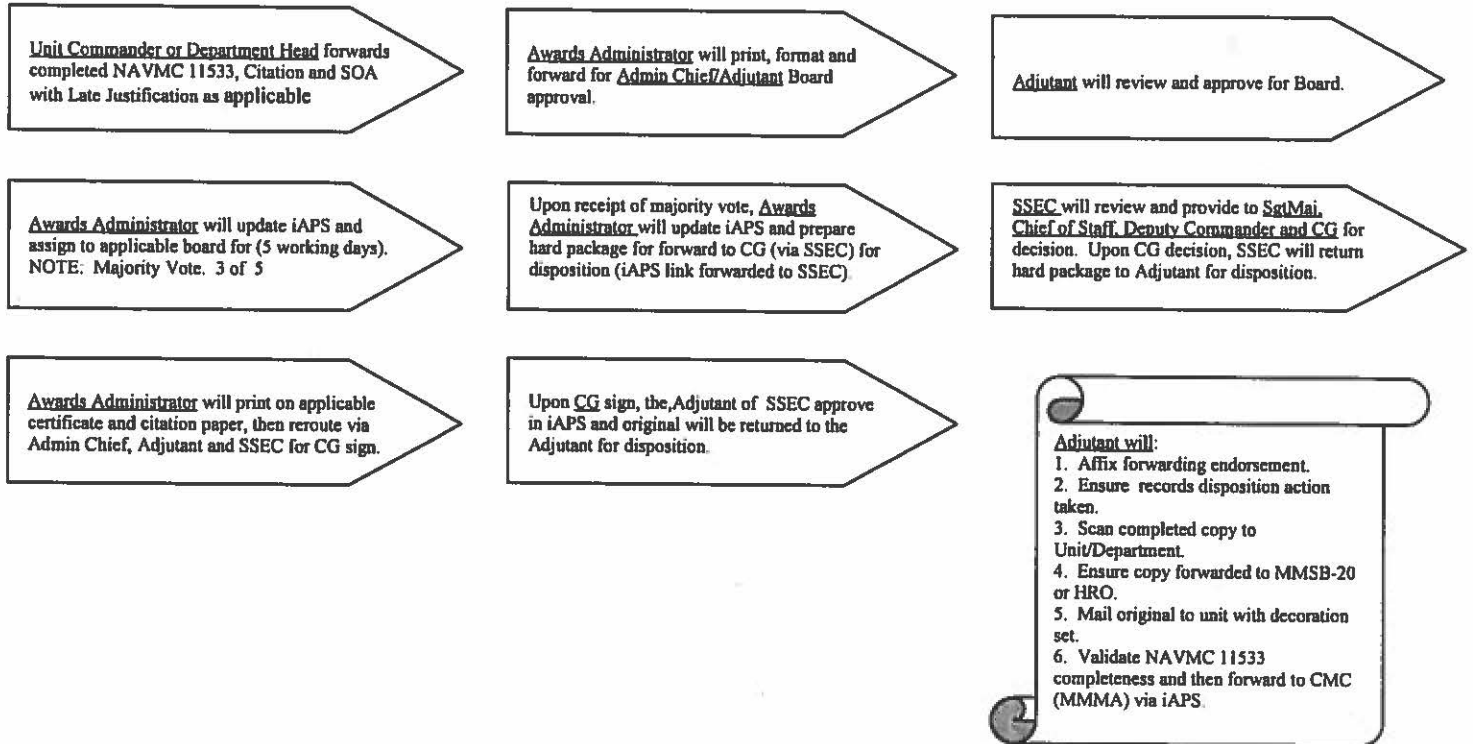 Unit Commander or Department Head forwards
completed NAVMC 11533, Citation and SOA
with Late Justification as applicable
Awards Administrator will print, format and
forward for Admin Chief/Adjutant Board
approval.
Adjutant will review and approve for Board.
Awards Administrator will update iAPS and
assign to applicable board for (5 working days).
NOTE: Majority Vote. 3 of 5
Upon receipt of majority vote, Awards
Administrator will update iAPS and prepare
hard package for forward to CG (via SSEC) for
disposition (iAPS link forwarded to SSEC)
SSEC will review and provide to SgtMaj,
Chief of Staff, Deputy Commander and CG for
decision. Upon CG decision, SSEC will return
hard package to Adjutant for disposition.
Awards Administrator will print on applicable
certificate and citation paper, then reroute via
Admin Chief, Adjutant and SSEC for CG sign.
Upon CG sign, the,Adjutant of SSEC approve
in iAPS and original will be returned to the
Adjutant for disposition.
Adjutant will:
1. Affix forwarding endorsement.
2. Ensure records disposition action
taken.
3. Scan completed copy to
Unit/Department.
4. Ensure copy forwarded to MMSB-20
or HRO.
5. Mail original to unit with decoration
set.
6. Validate NAVMC 11533
completeness and then forward to CMC
(MMMA) via iAPS.